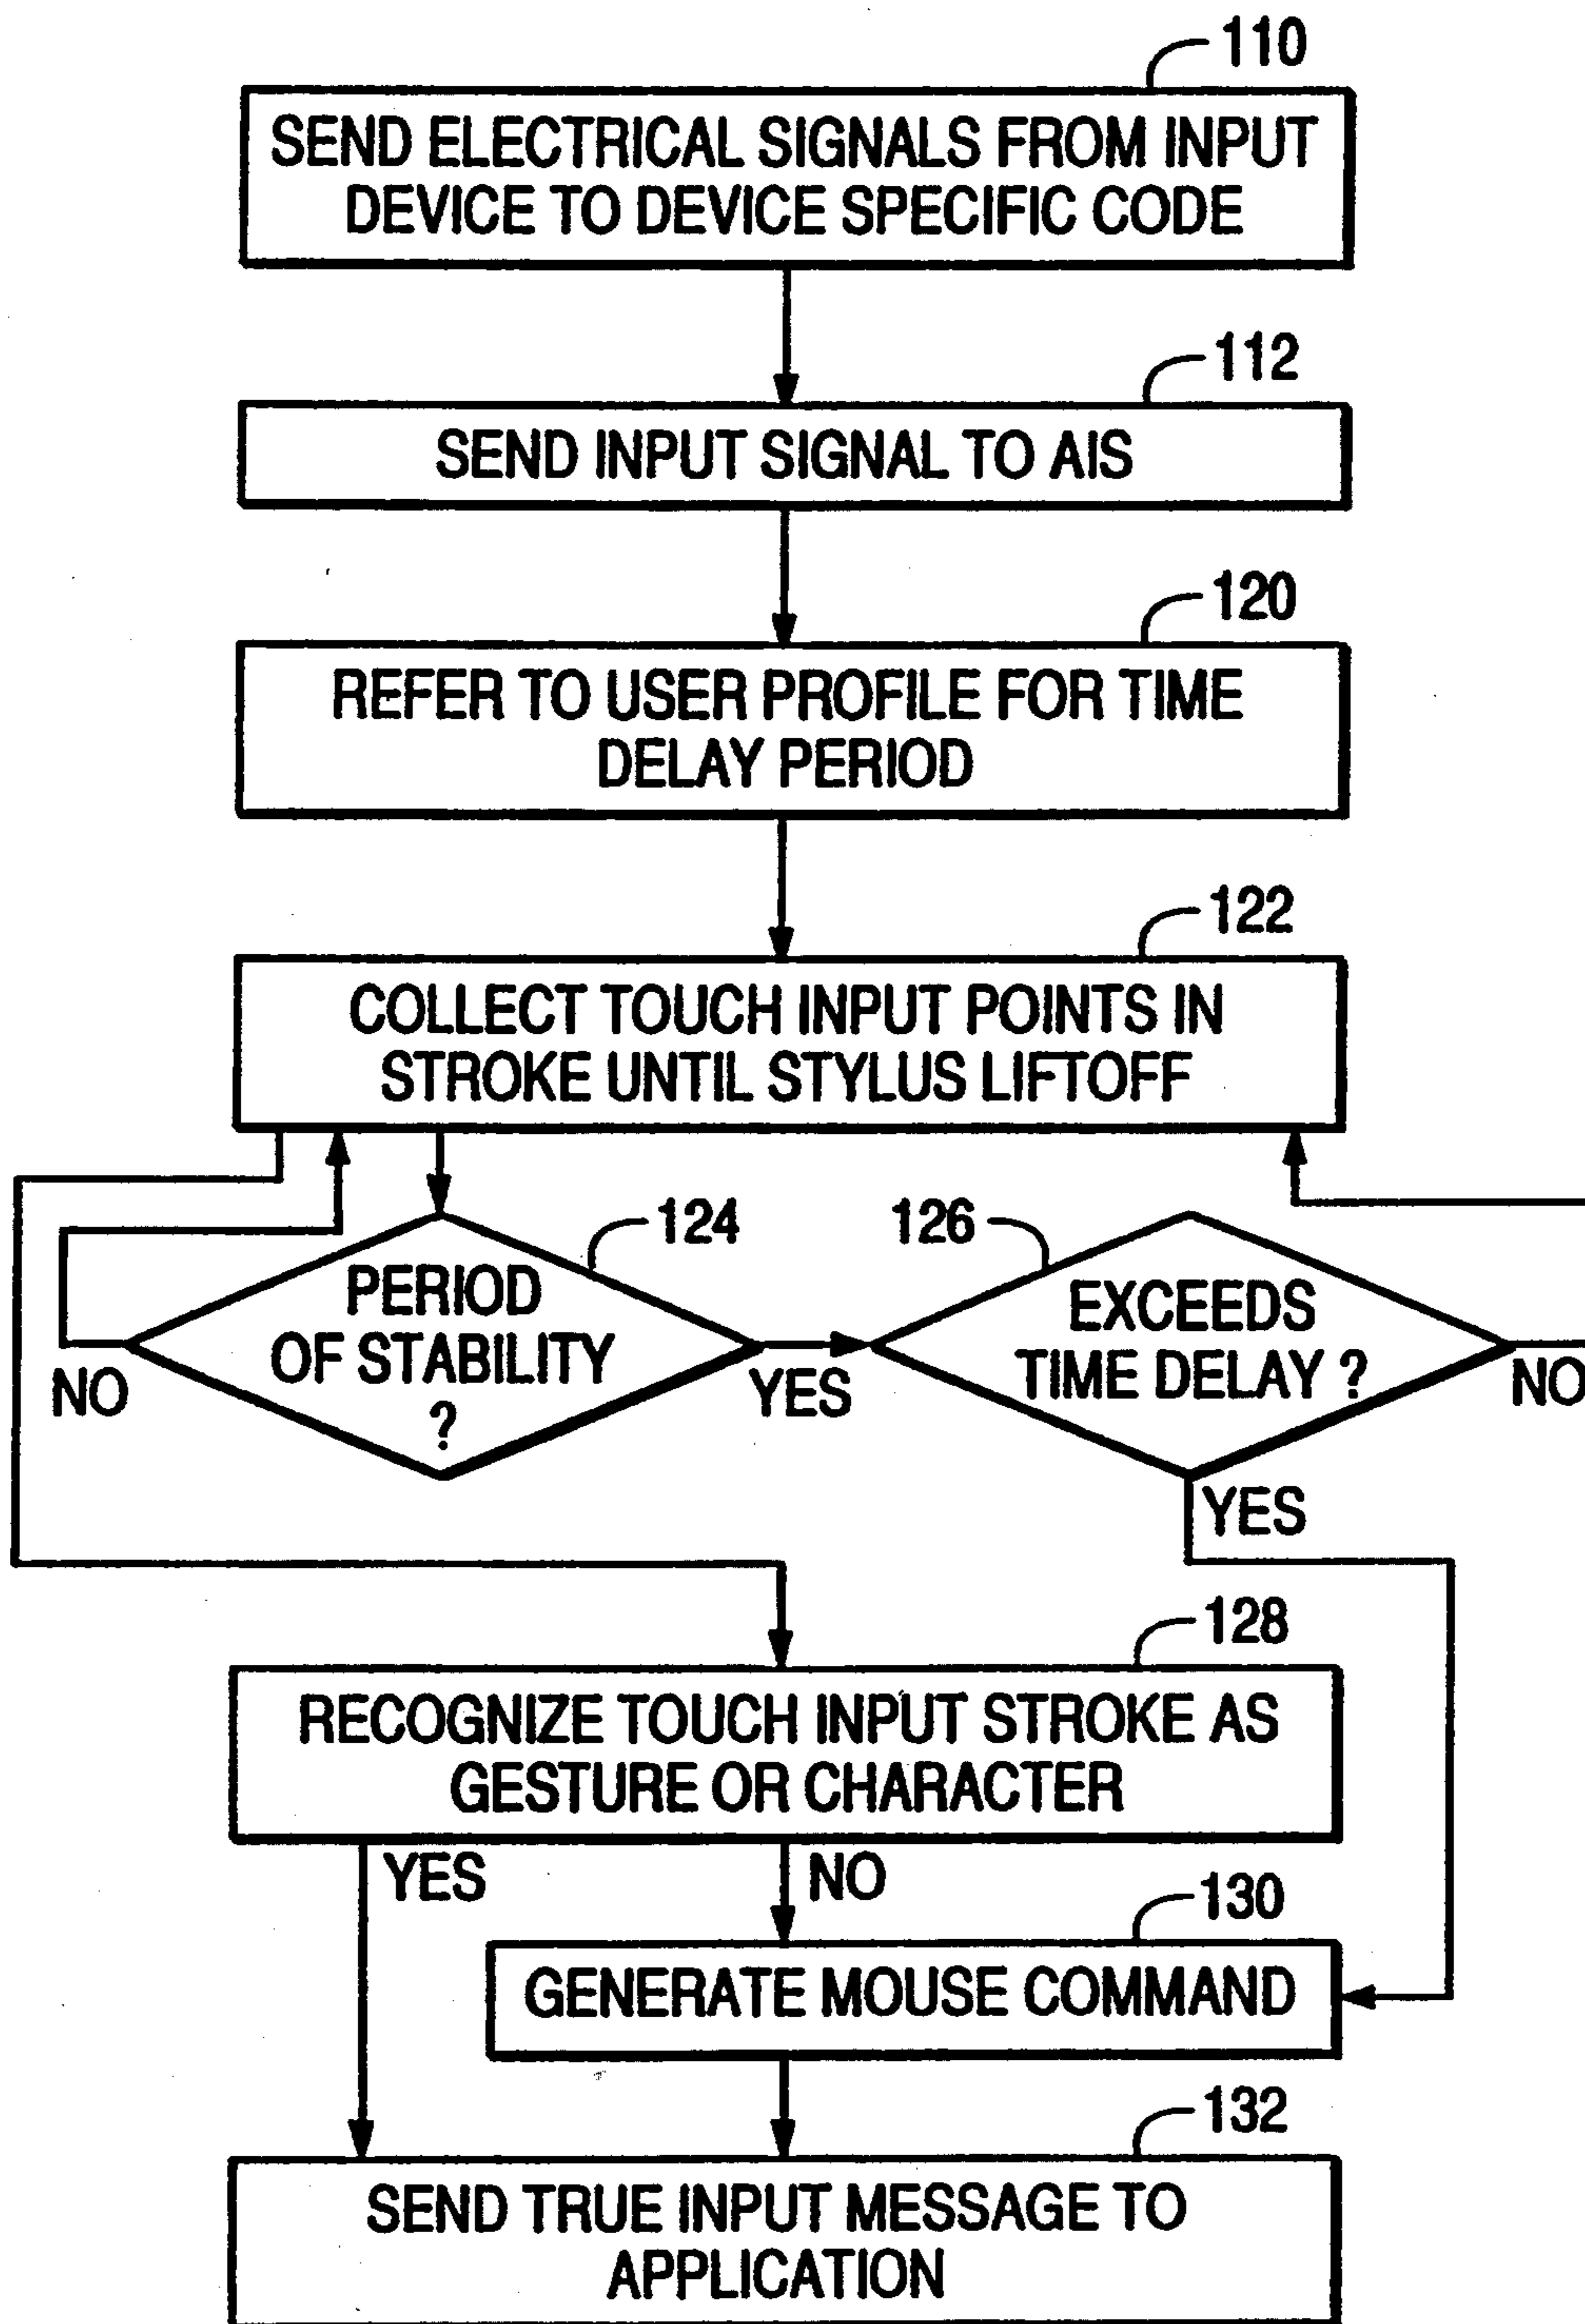 110
SEND ELECTRICAL SIGNALS FROM INPUT
DEVICE TO DEVICE SPECIFIC CODE
112
SEND INPUT SIGNAL TO AIS
120
REFER TO USER PROFILE FOR TIME
DELAY PERIOD
122
COLLECT TOUCH INPUT POINTS IN
STROKE UNTIL STYLUS LIFTOFF
124
126
PERIOD
OF STABILITY
?
NO
YES
EXCEEDS
TIME DELAY ?
NO
YES
128
RECOGNIZE TOUCH INPUT STROKE AS
GESTURE OR CHARACTER
YES
NO
130
GENERATE MOUSE COMMAND
132
SEND TRUE INPUT MESSAGE TO
APPLICATION